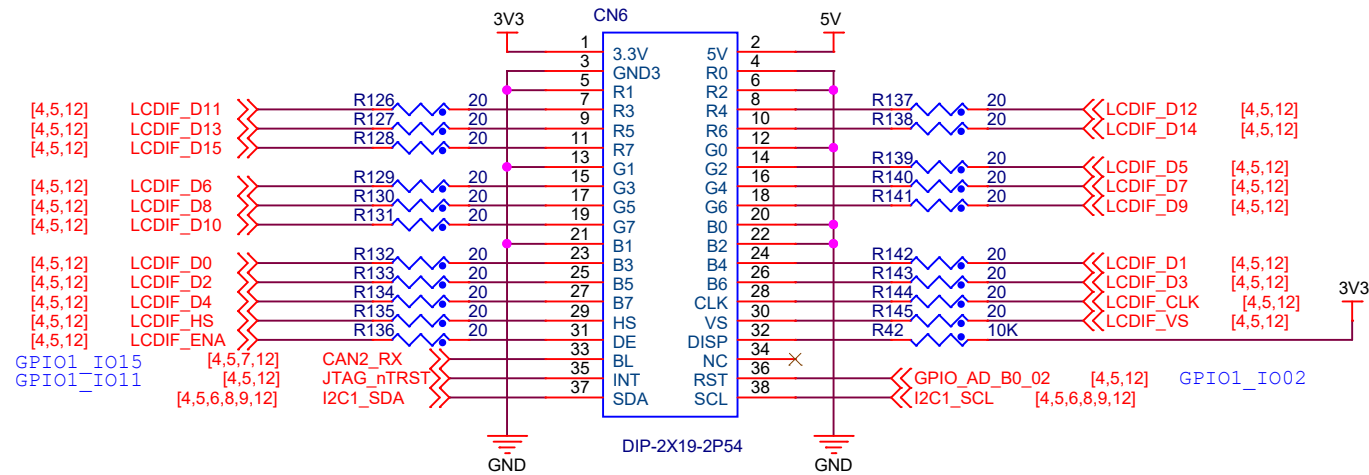 CN6
3V3 5V
1 3.3V 5V 2
3 GND3 R0 4
5 R1 R2 6
[4,5,12] LCDIF_D11 R126 20 7 R3 R4 8 R137 20 LCDIF_D12 [4,5,12]
[4,5,12] LCDIF_D13 R127 20 9 R5 R6 10 R138 20 LCDIF_D14 [4,5,12]
[4,5,12] LCDIF_D15 R128 20 11 R7 G0 12
13 G1 G2 14 R139 20 LCDIF_D5 [4,5,12]
[4,5,12] LCDIF_D6 R129 20 15 G3 G4 16 R140 20 LCDIF_D7 [4,5,12]
[4,5,12] LCDIF_D8 R130 20 17 G5 G6 18 R141 20 LCDIF_D9 [4,5,12]
[4,5,12] LCDIF_D10 R131 20 19 G7 B0 20
21 B1 B2 22
[4,5,12] LCDIF_D0 R132 20 23 B3 B4 24 R142 20 LCDIF_D1 [4,5,12]
[4,5,12] LCDIF_D2 R133 20 25 B5 B6 26 R143 20 LCDIF_D3 [4,5,12]
[4,5,12] LCDIF_D4 R134 20 27 B7 CLK 28 R144 20 LCDIF_CLK [4,5,12] 3V3
[4,5,12] LCDIF_HS R135 20 29 HS VS 30 R145 20 LCDIF_VS [4,5,12]
[4,5,12] LCDIF_ENA R136 20 31 DE DISP 32 R42 10K
GPIO1_IO15 [4,5,7,12] CAN2_RX 33 BL NC 34
GPIO1_IO11 [4,5,12] JTAG_nTRST 35 INT RST 36 GPIO_AD_B0_02 [4,5,12] GPIO1_IO02
[4,5,6,8,9,12] I2C1_SDA 37 SDA SCL 38 I2C1_SCL [4,5,6,8,9,12]
DIP-2X19-2P54
GND GND